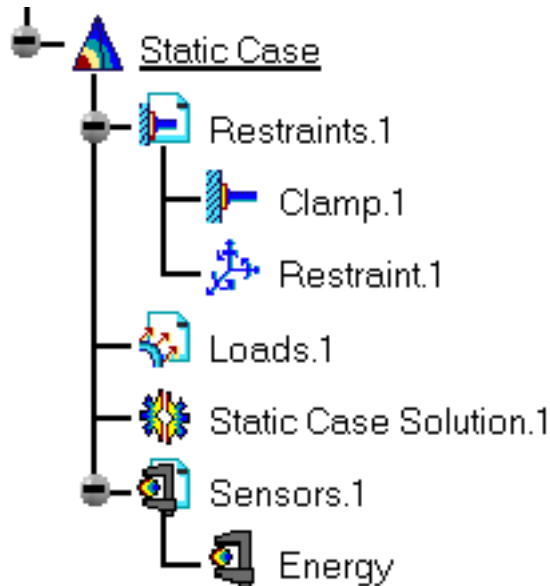 Static Case
Restraints.1
Clamp.1
Restraint.1
Loads.1
Static Case Solution.1
Sensors.1
Energy